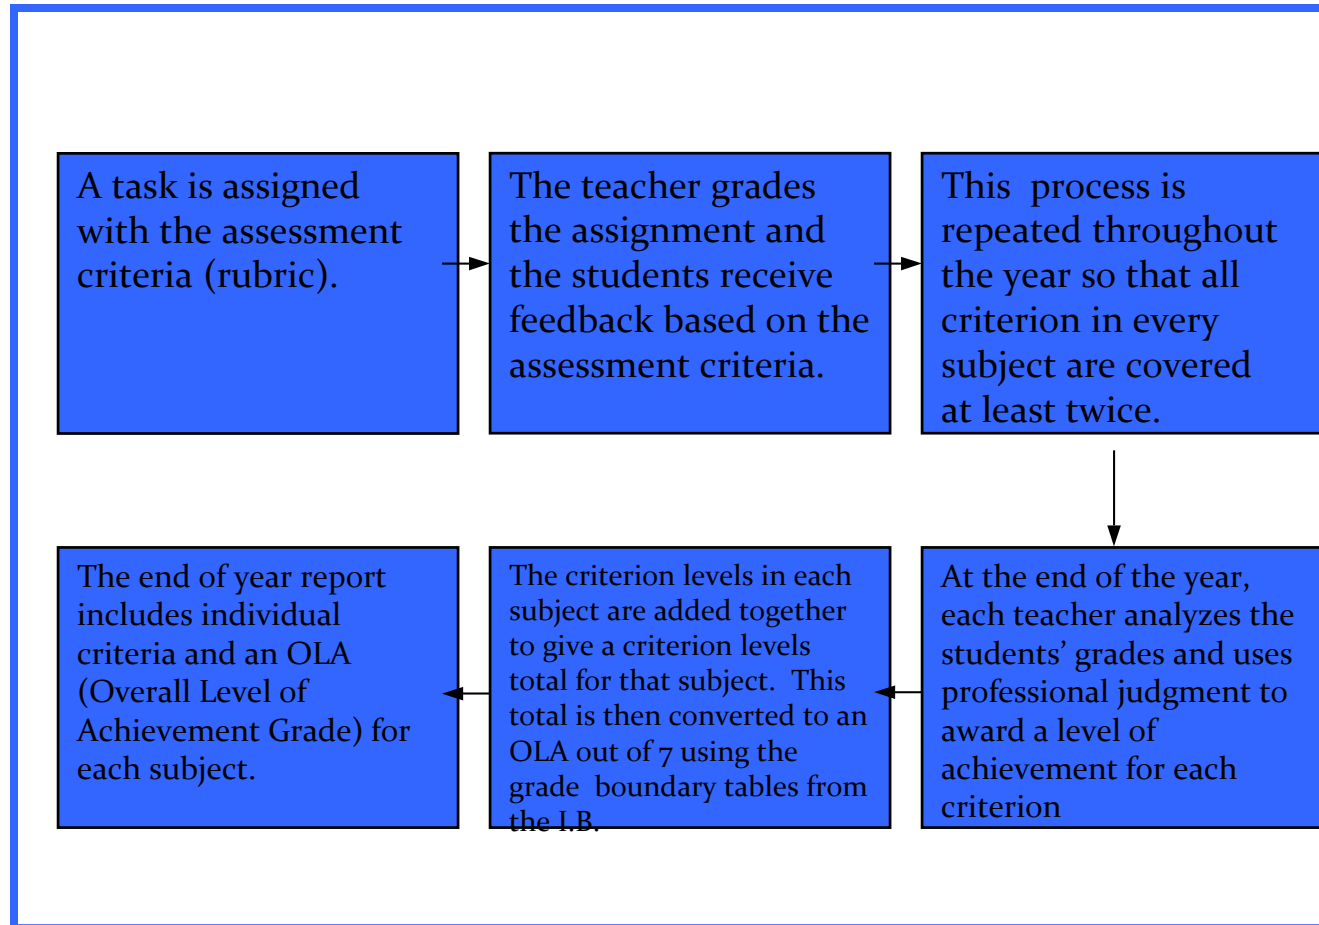 A task is assigned
with the assessment
criteria (rubric).
The teacher grades
the assignment and
the students receive
feedback based on the
assessment criteria.
This  process is
repeated throughout
the year so that all
criterion in every
subject are covered
at least twice.
At the end of the year,
each teacher analyzes the
students’ grades and uses
professional judgment to
award a level of
achievement for each
criterion
The criterion levels in each
subject are added together
to give a criterion levels
total for that subject.  This
total is then converted to an
OLA out of 7 using the
grade  boundary tables from
the I.B.
The end of year report
includes individual
criteria and an OLA
(Overall Level of
Achievement Grade) for
each subject.